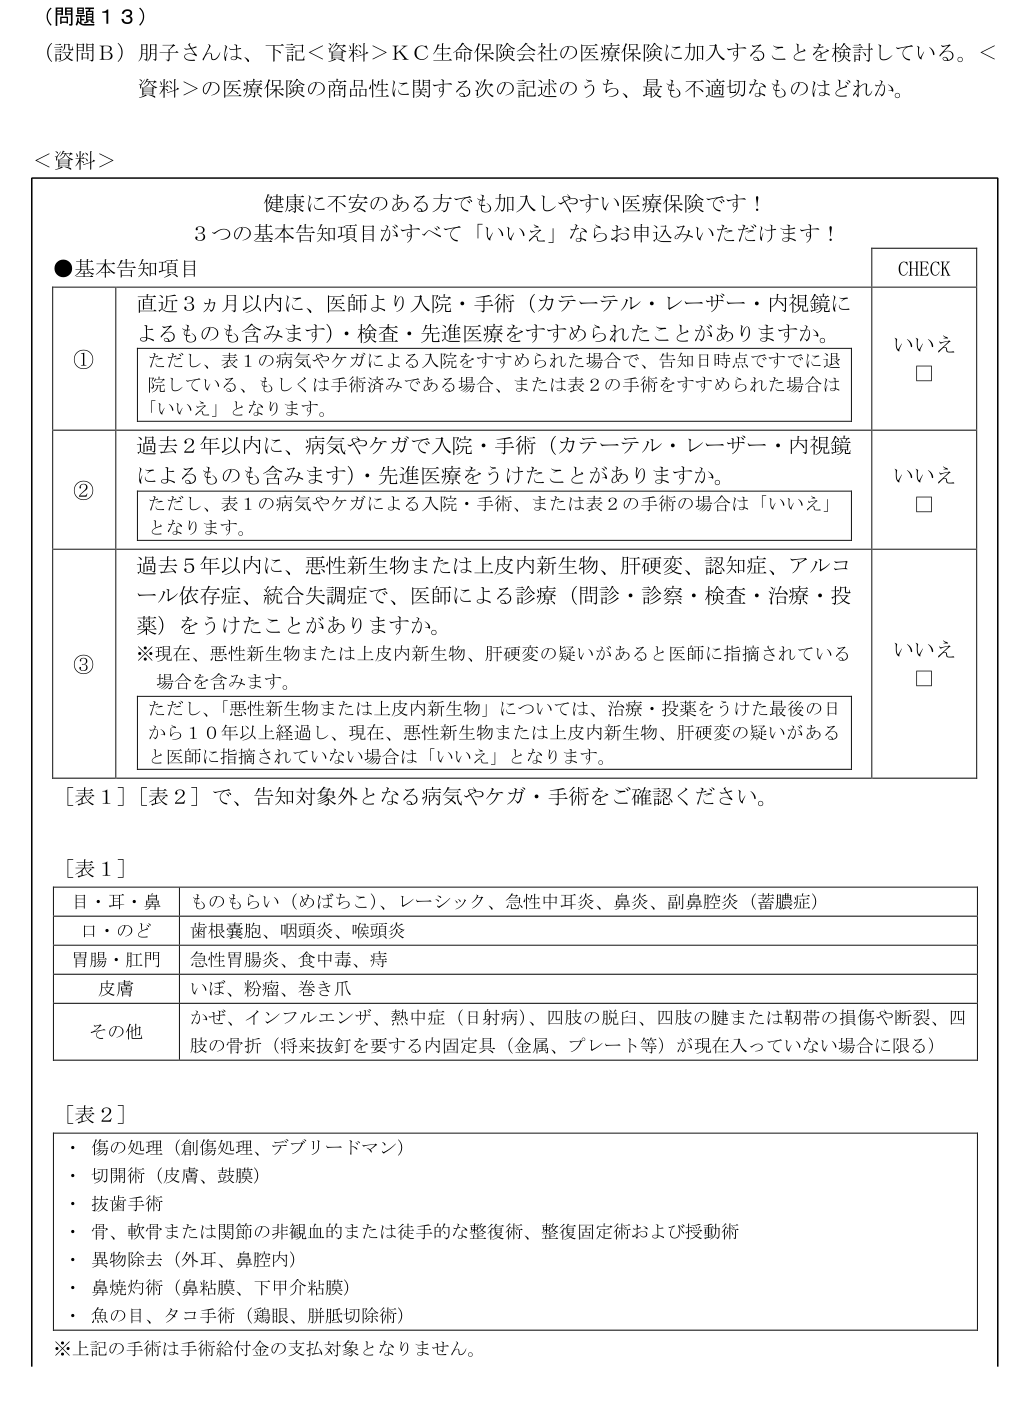 （問題１３）
（設問Ｂ）朋子さんは、下記＜資料＞ＫＣ生命保険会社の医療保険に加入することを検討している。＜
資料＞の医療保険の商品性に関する次の記述のうち、最も不適切なものはどれか。
＜資料＞
健康に不安のある方でも加入しやすい医療保険です！
３つの基本告知項目がすべて「いいえ」ならお申込みいただけます！
●基本告知項目
CHECK
①
直近３ヵ月以内に、医師より入院・手術（カテーテル・レーザー・内視鏡に
よるものも含みます）・検査・先進医療をすすめられたことがありますか。
ただし、表１の病気やケガによる入院をすすめられた場合で、告知日時点ですでに退
院している、もしくは手術済みである場合、または表２の手術をすすめられた場合は
「いいえ」となります。
いいえ
□
②
過去２年以内に、病気やケガで入院・手術（カテーテル・レーザー・内視鏡
によるものも含みます）・先進医療をうけたことがありますか。
ただし、表１の病気やケガによる入院・手術、または表２の手術の場合は「いいえ」
となります。
いいえ
□
③
過去５年以内に、悪性新生物または上皮内新生物、肝硬変、認知症、アルコ
ール依存症、統合失調症で、医師による診療（問診・診察・検査・治療・投
薬）をうけたことがありますか。
※現在、悪性新生物または上皮内新生物、肝硬変の疑いがあると医師に指摘されている
場合を含みます。
ただし、「悪性新生物または上皮内新生物」については、治療・投薬をうけた最後の日
から１０年以上経過し、現在、悪性新生物または上皮内新生物、肝硬変の疑いがある
と医師に指摘されていない場合は「いいえ」となります。
いいえ
□
［表１］［表２］で、告知対象外となる病気やケガ・手術をご確認ください。
［表１］
目・耳・鼻 ものもらい（めばちこ）、レーシック、急性中耳炎、鼻炎、副鼻腔炎（蓄膿症）
口・のど 歯根嚢胞、咽頭炎、喉頭炎
胃腸・肛門 急性胃腸炎、食中毒、痔
皮膚 いぼ、粉瘤、巻き爪
その他 かぜ、インフルエンザ、熱中症（日射病）、四肢の脱臼、四肢の腱または靭帯の損傷や断裂、四
肢の骨折（将来抜釘を要する内固定具（金属、プレート等）が現在入っていない場合に限る）
［表２］
・ 傷の処理（創傷処理、デブリードマン）
・ 切開術（皮膚、鼓膜）
・ 抜歯手術
・ 骨、軟骨または関節の非観血的または徒手的な整復術、整復固定術および授動術
・ 異物除去（外耳、鼻腔内）
・ 鼻焼灼術（鼻粘膜、下甲介粘膜）
・ 魚の目、タコ手術（鶏眼、胼胝切除術）
※上記の手術は手術給付金の支払対象となりません。